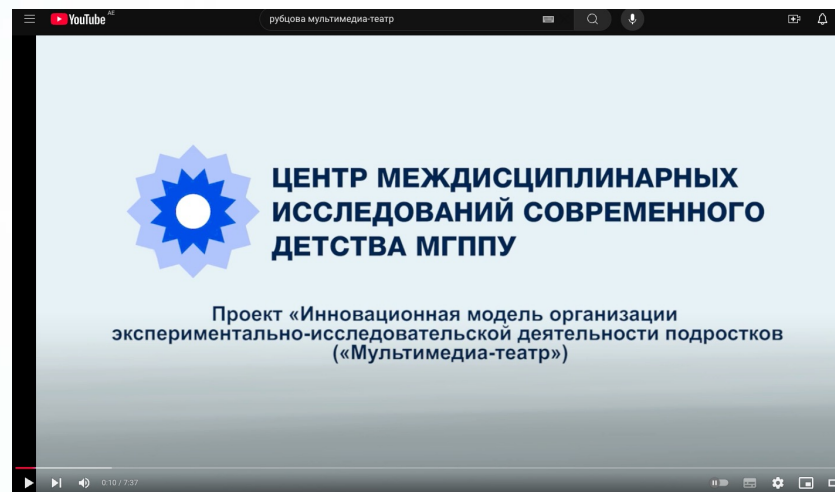 YouTube AE
рубцова мультимедиа-театр
ЦЕНТР МЕЖДИСЦИПЛИНАРНЫХ
ИССЛЕДОВАНИЙ СОВРЕМЕННОГО
ДЕТСТВА МГППУ
Проект «Инновационная модель организации
экспериментально-исследовательской деятельности подростков
(«Мультимедиа-театр»)
0:10 / 7:37